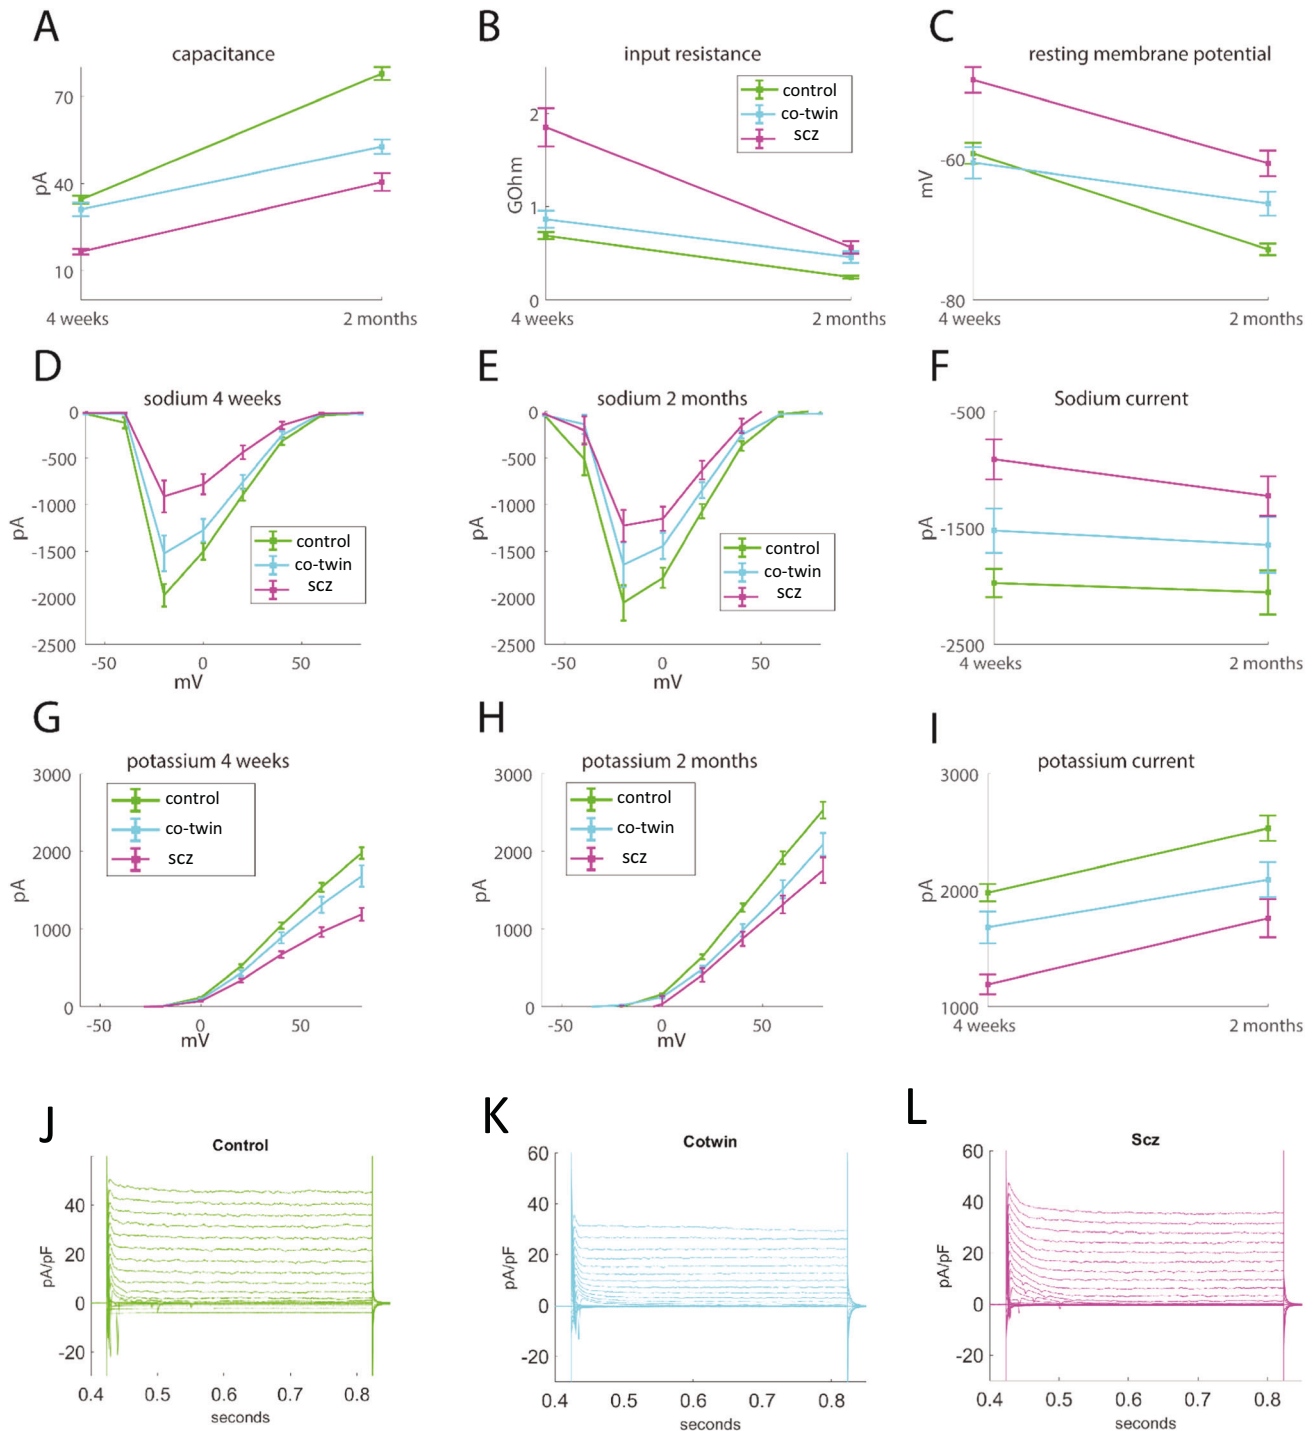 A
capacitance
70
40
10
pA
4 weeks
2 months
B
input resistance
control
co-twin
scz
2
1
0
GOhm
4 weeks
2 months
C
resting membrane potential
-60
-80
mV
4 weeks
2 months
D
sodium 4 weeks
0
-500
-1000
-1500
-2000
-2500
pA
control
co-twin
scz
-50
0
50
mV
E
sodium 2 months
0
-500
-1000
-1500
-2000
-2500
pA
control
co-twin
scz
-50
0
50
mV
F
Sodium current
-500
-1500
-2500
pA
4 weeks
2 months
G
potassium 4 weeks
3000
2000
1000
0
pA
control
co-twin
scz
-50
0
50
mV
H
potassium 2 months
3000
2000
1000
0
pA
control
co-twin
scz
-50
0
50
mV
I
potassium current
3000
2000
1000
pA
4 weeks
2 months
J
Control
40
20
0
-20
pA/pF
0.4
0.5
0.6
0.7
0.8
seconds
K
Cotwin
60
40
20
0
-20
pA/pF
0.4
0.5
0.6
0.7
0.8
seconds
L
Scz
60
40
20
0
-20
pA/pF
0.4
0.5
0.6
0.7
0.8
seconds